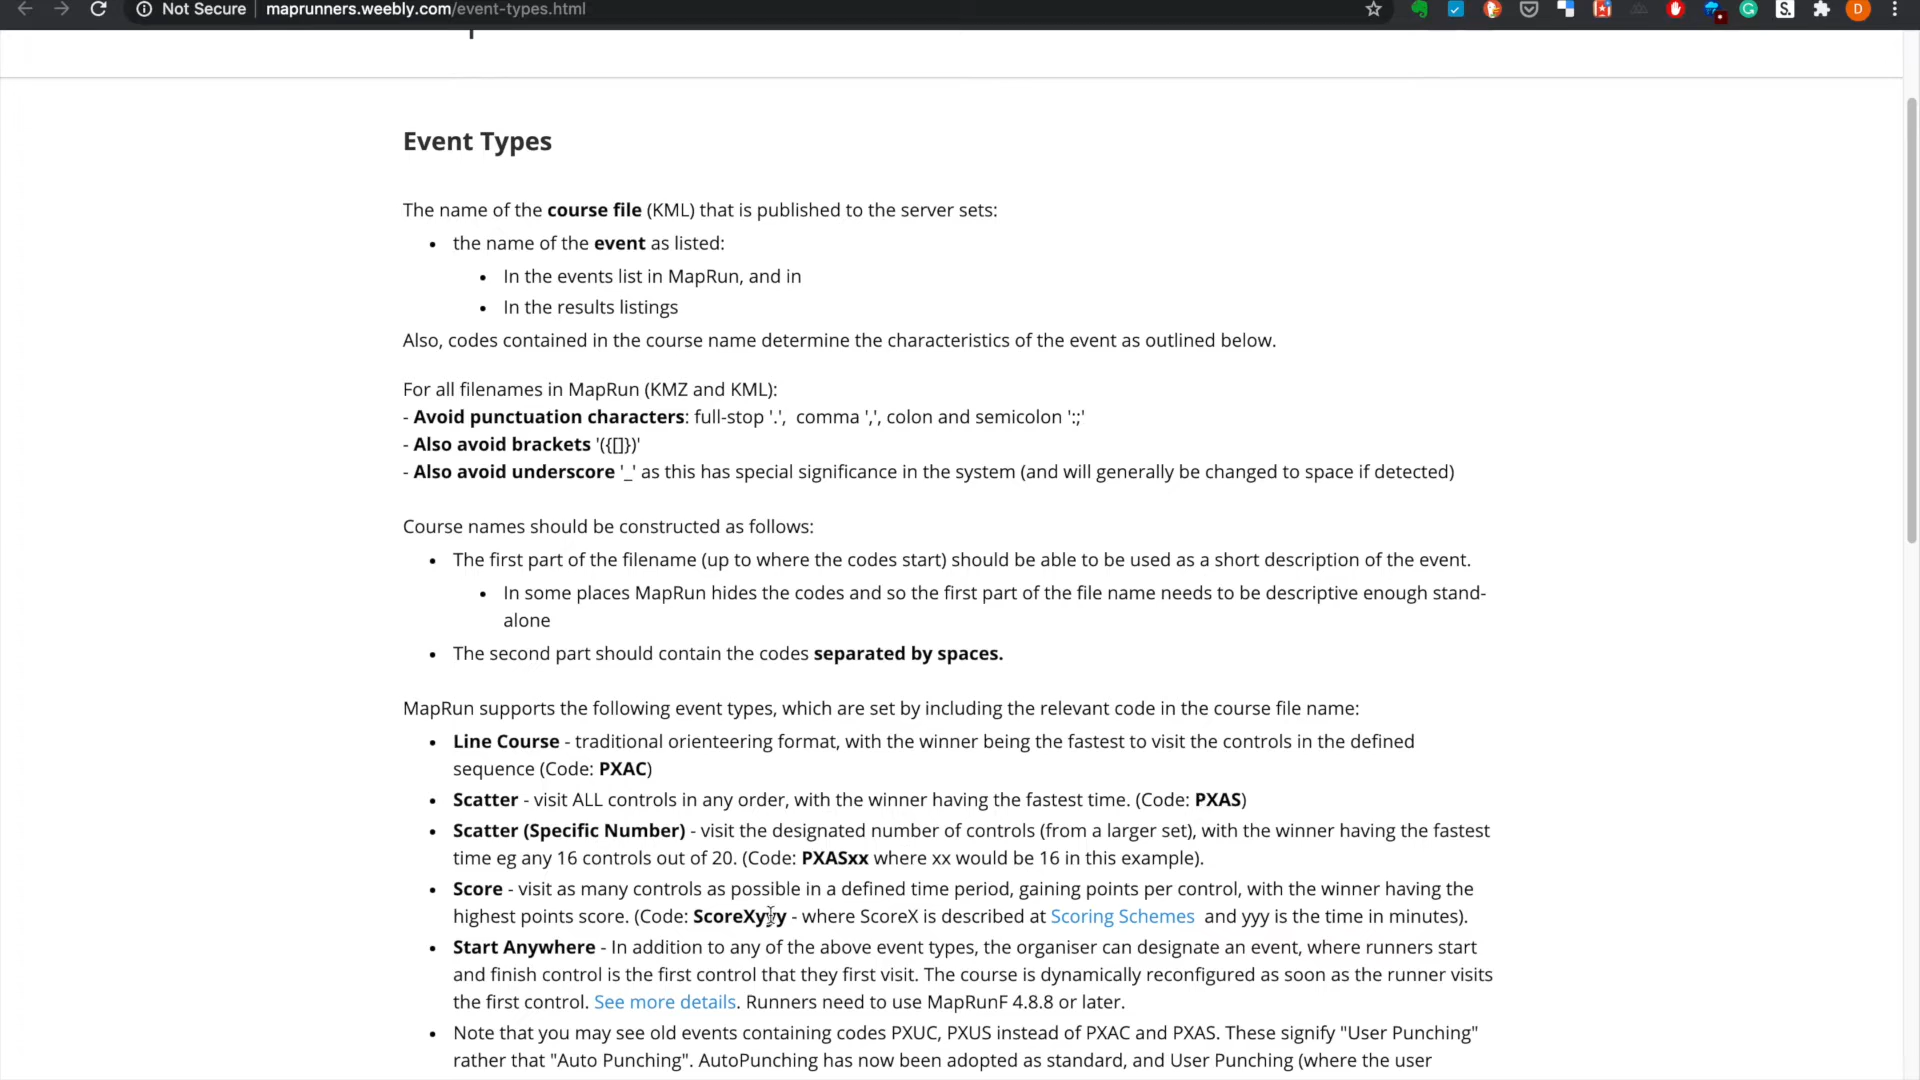 Not Secure | maprunners.weebly.com/event-types.html
Event Types
The name of the course file (KML) that is published to the server sets:
• the name of the event as listed:
• In the events list in MapRun, and in
• In the results listings
Also, codes contained in the course name determine the characteristics of the event as outlined below.
For all filenames in MapRun (KMZ and KML):
- Avoid punctuation characters: full-stop '.',  comma ',', colon and semicolon ':;'
- Also avoid brackets '({[]})'
- Also avoid underscore '_' as this has special significance in the system (and will generally be changed to space if detected)
Course names should be constructed as follows:
• The first part of the filename (up to where the codes start) should be able to be used as a short description of the event.
• In some places MapRun hides the codes and so the first part of the file name needs to be descriptive enough stand-
alone
• The second part should contain the codes separated by spaces.
MapRun supports the following event types, which are set by including the relevant code in the course file name:
• Line Course - traditional orienteering format, with the winner being the fastest to visit the controls in the defined
sequence (Code: PXAC)
• Scatter - visit ALL controls in any order, with the winner having the fastest time. (Code: PXAS)
• Scatter (Specific Number) - visit the designated number of controls (from a larger set), with the winner having the fastest
time eg any 16 controls out of 20. (Code: PXASxx where xx would be 16 in this example).
• Score - visit as many controls as possible in a defined time period, gaining points per control, with the winner having the
highest points score. (Code: ScoreXyyy - where ScoreX is described at Scoring Schemes  and yyy is the time in minutes).
• Start Anywhere - In addition to any of the above event types, the organiser can designate an event, where runners start
and finish control is the first control that they first visit. The course is dynamically reconfigured as soon as the runner visits
the first control. See more details. Runners need to use MapRunF 4.8.8 or later.
• Note that you may see old events containing codes PXUC, PXUS instead of PXAC and PXAS. These signify "User Punching"
rather that "Auto Punching". AutoPunching has now been adopted as standard, and User Punching (where the user